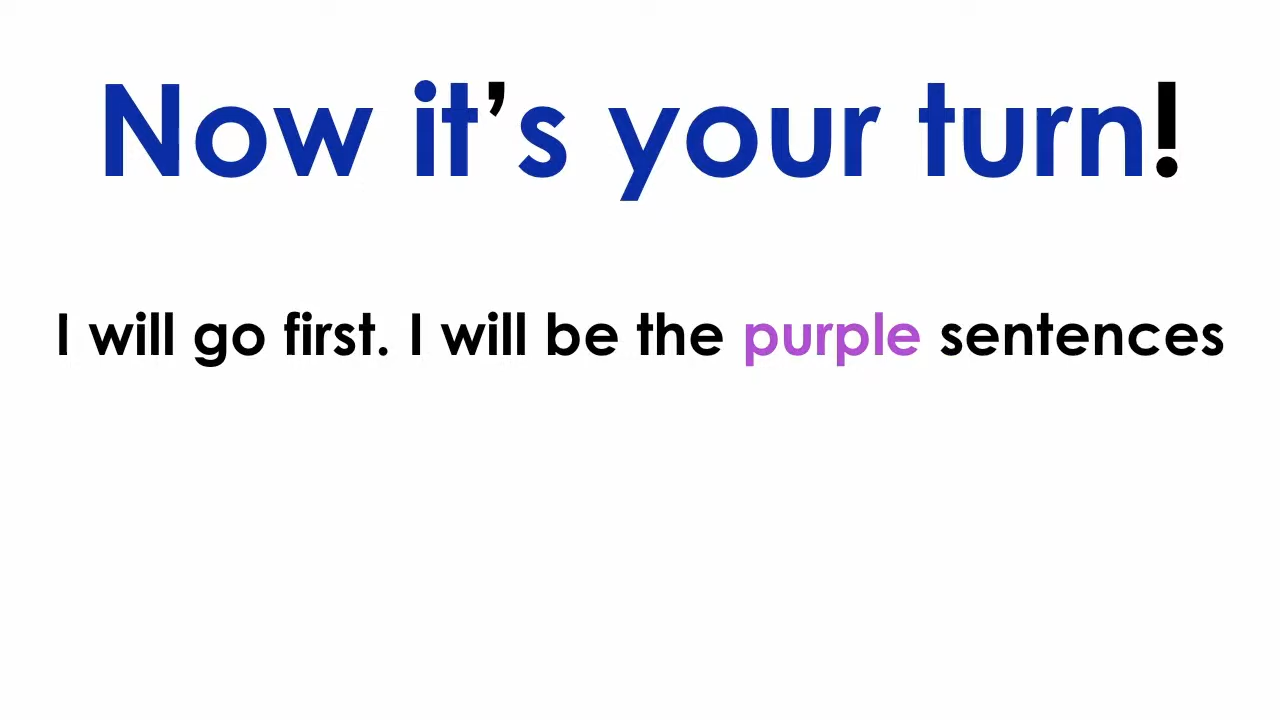 Now it’s your turn!
I will go first. I will be the purple sentences